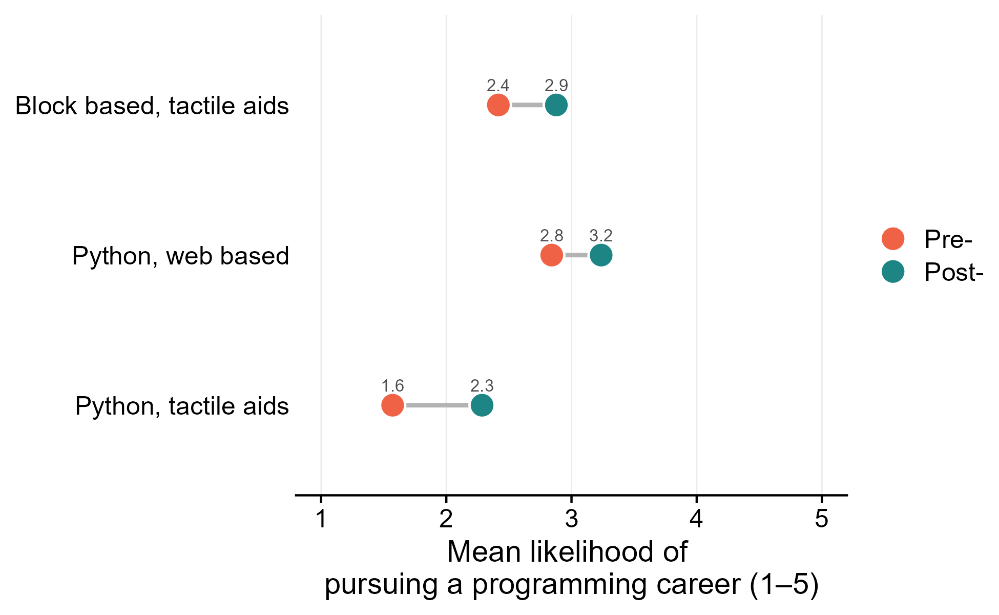 2.4 2.9
Block based, tactile aids
2.8 3.2
Python, web based
Pre-
Post-
1.6 2.3
Python, tactile aids
1 2 3 4 5
Mean likelihood of
pursuing a programming career (1–5)